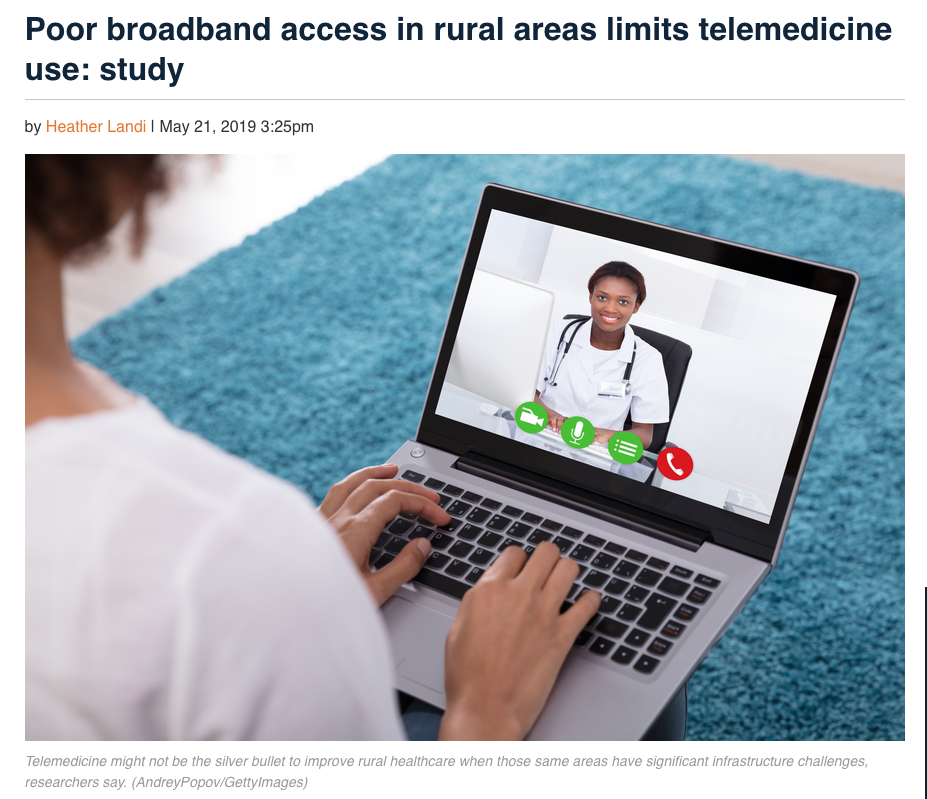 Poor broadband access in rural areas limits telemedicine
use: study
by Heather Landi | May 21, 2019 3:25pm
Telemedicine might not be the silver bullet to improve rural healthcare when those same areas have significant infrastructure challenges,
researchers say. (AndreyPopov/GettyImages)